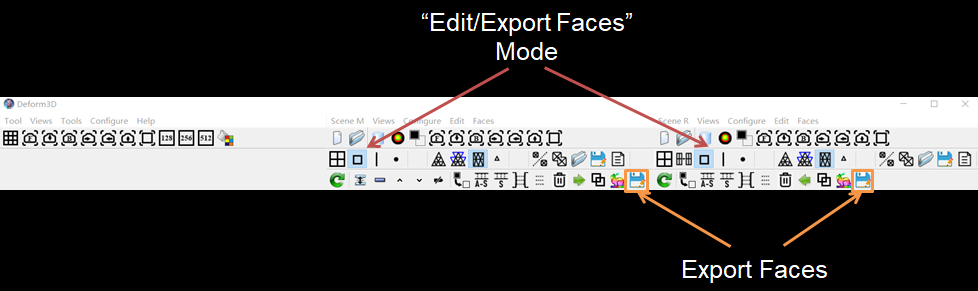 “Edit/Export Faces”
Mode
Deform3D
Tool Views Tools Configure Help
Scene M Views Configure Edit Faces
Scene R Views Configure Edit Faces
128 256 512
A-S S
A-S S
Export Faces